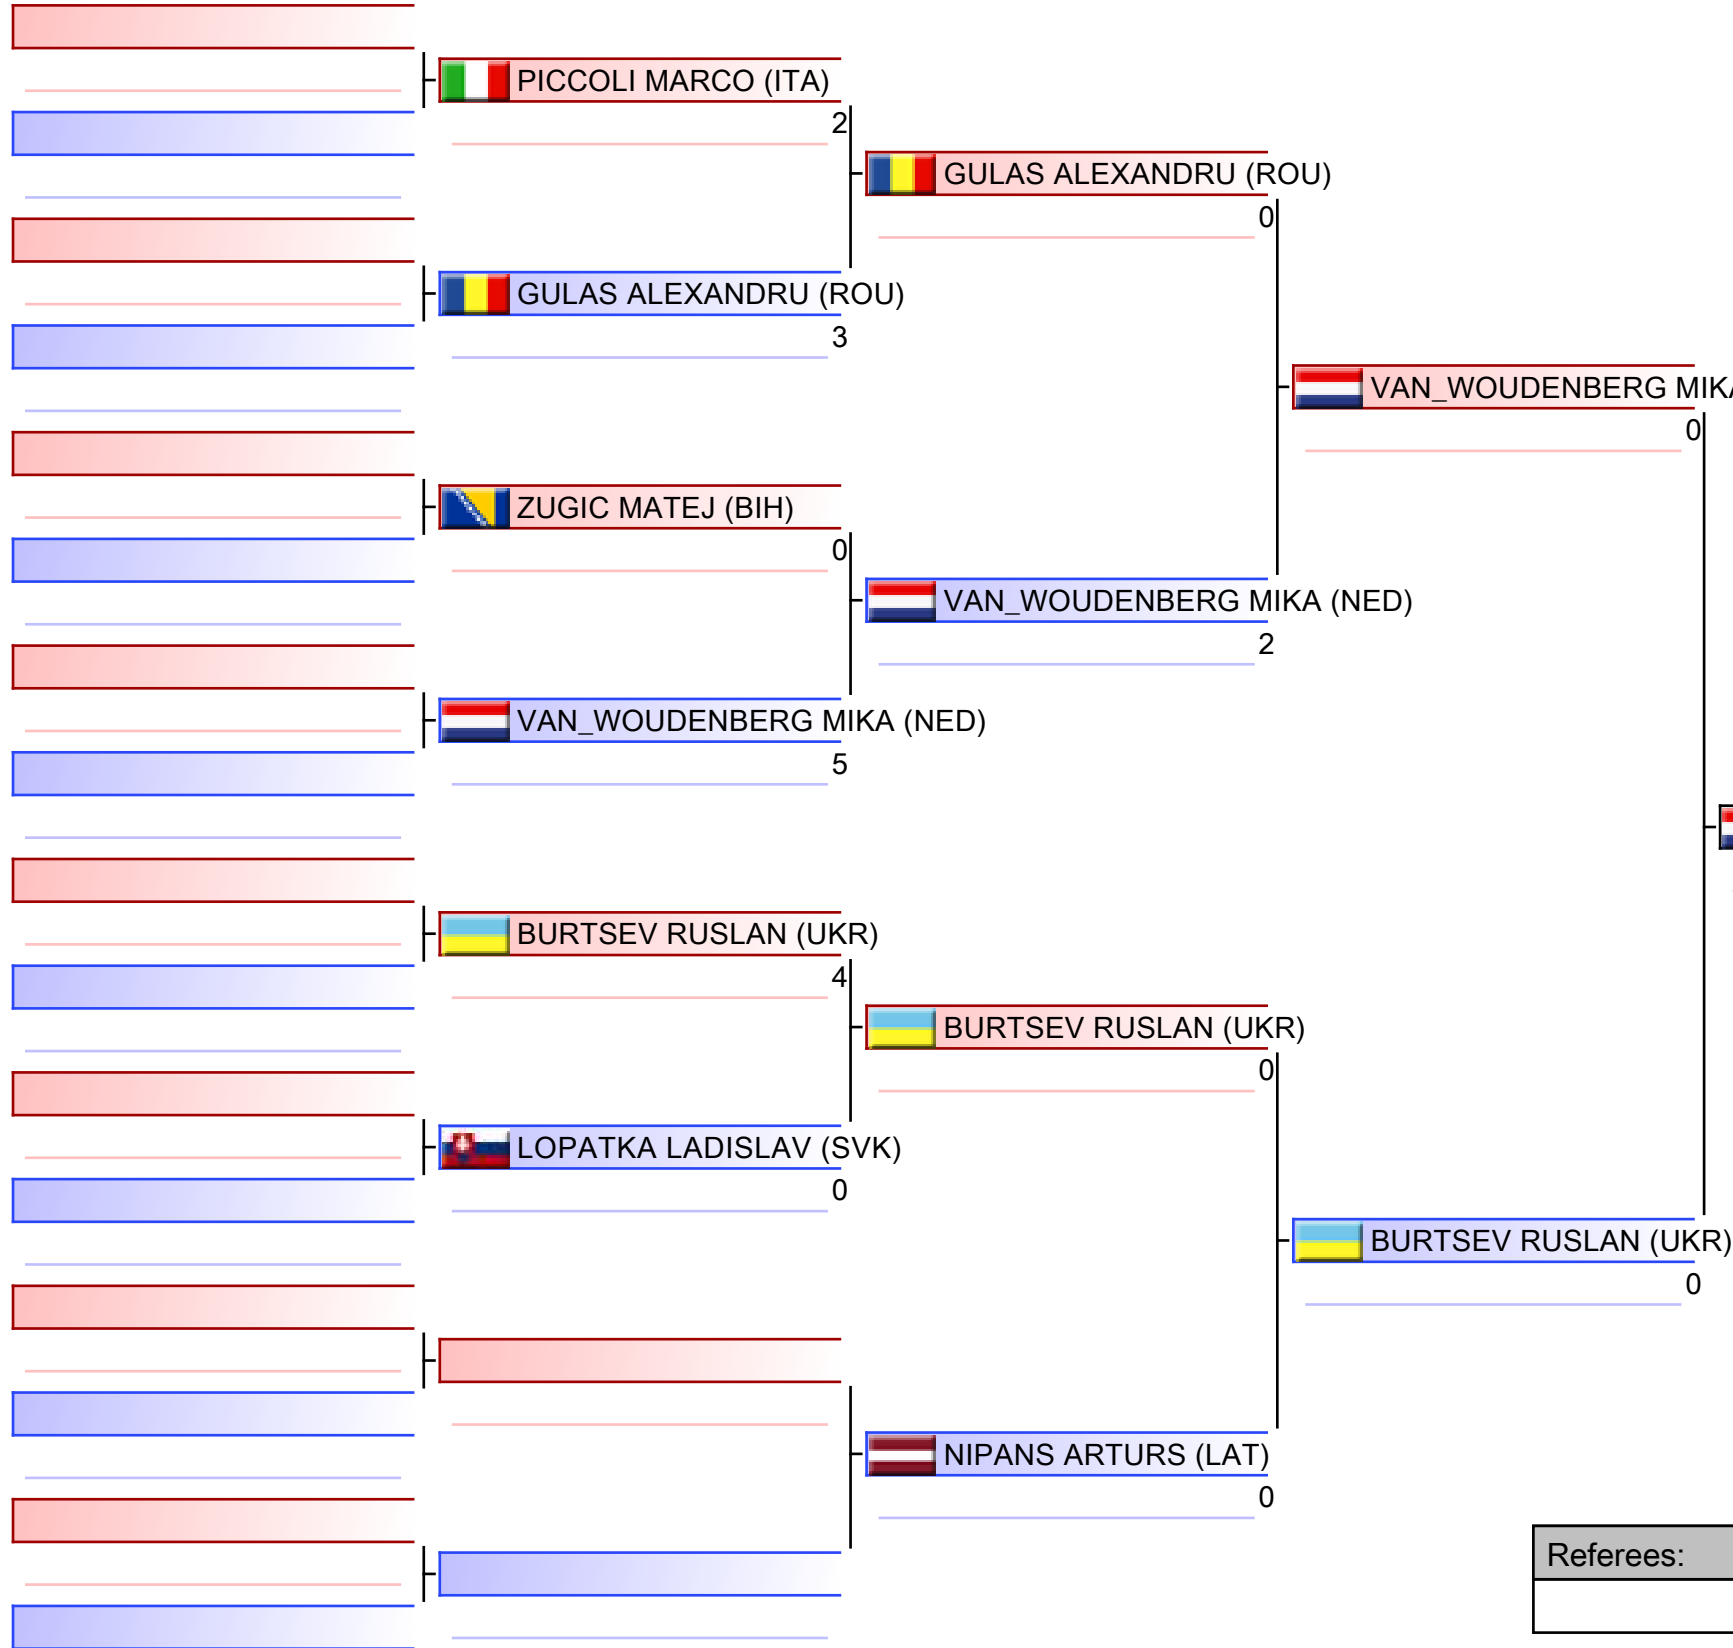 PICCOLI MARCO (ITA)
2
GULAS ALEXANDRU (ROU)
0
GULAS ALEXANDRU (ROU)
3
VAN_WOUDENBERG MIKA
0
ZUGIC MATEJ (BIH)
0
VAN_WOUDENBERG MIKA (NED)
2
VAN_WOUDENBERG MIKA (NED)
5
BURTSEV RUSLAN (UKR)
4
BURTSEV RUSLAN (UKR)
0
LOPATKA LADISLAV (SVK)
0
BURTSEV RUSLAN (UKR)
0
NIPANS ARTURS (LAT)
0
Referees: